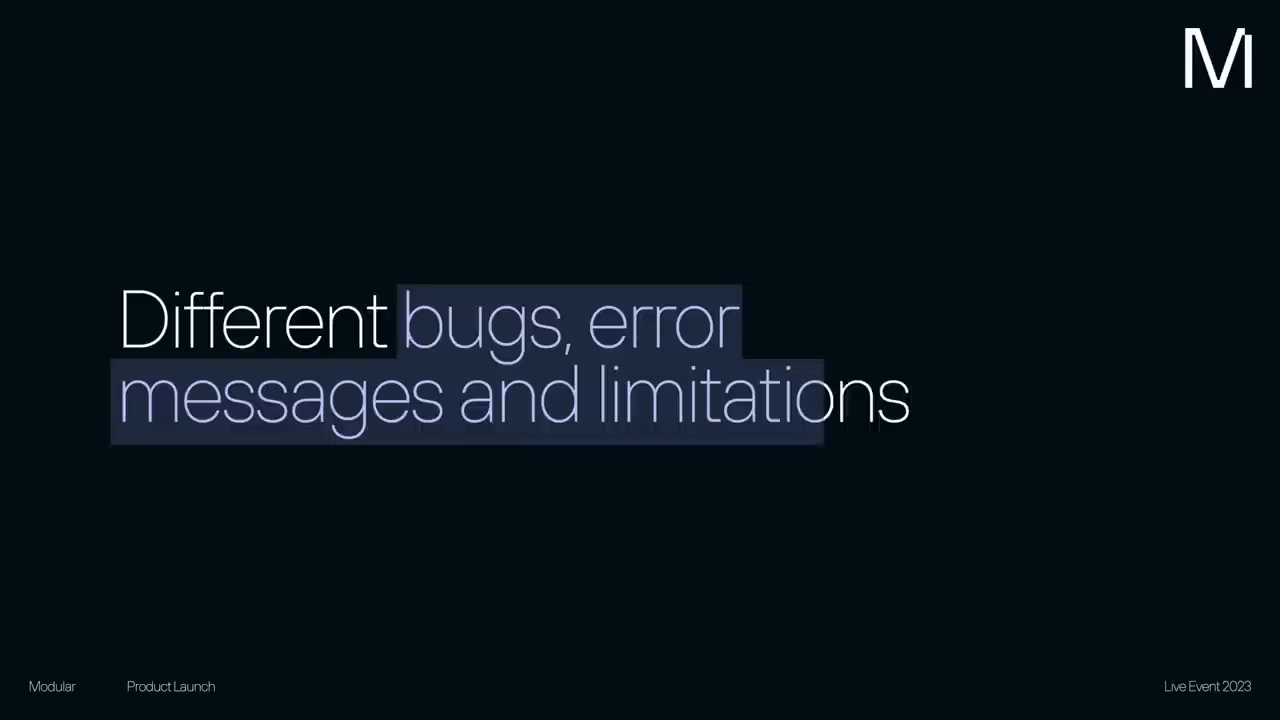 M
Different bugs, error
messages and limitations
Modular Product Launch Live Event 2023